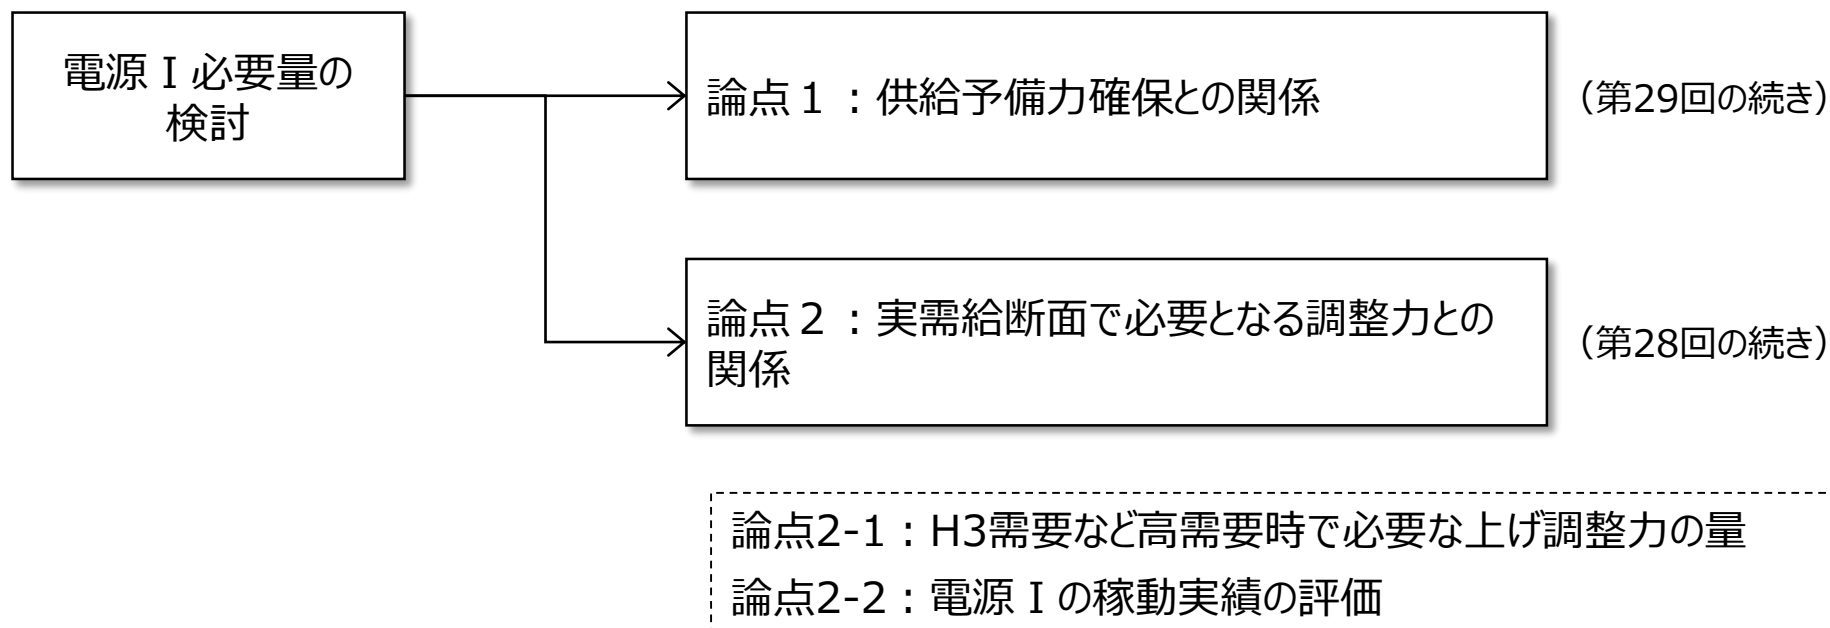 電源Ⅰ必要量の
検討
論点１：供給予備力確保との関係
（第29回の続き）
論点２：実需給断面で必要となる調整力との
関係
（第28回の続き）
論点2-1：H3需要など高需要時で必要な上げ調整力の量
論点2-2：電源Ⅰの稼動実績の評価